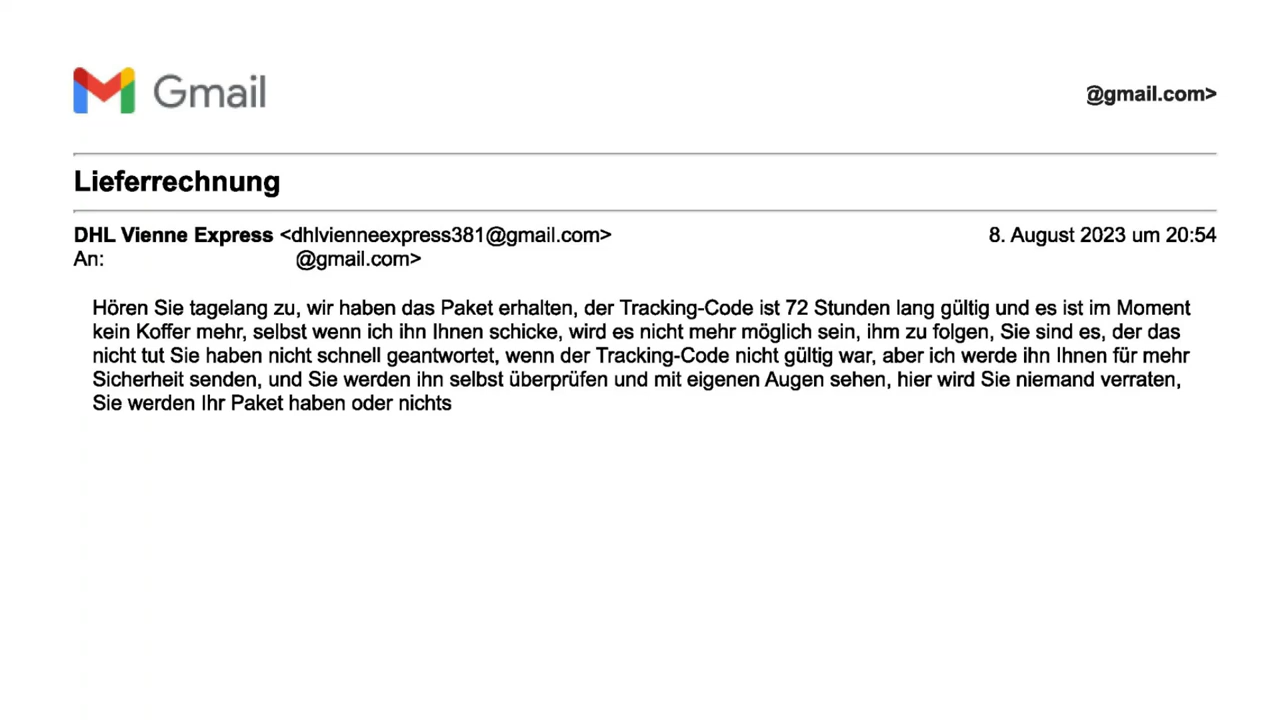 Gmail
@gmail.com>
Lieferrechnung
DHL Vienne Express <dhlvienneexpress381@gmail.com>
8. August 2023 um 20:54
An: @gmail.com>
Hören Sie tagelang zu, wir haben das Paket erhalten, der Tracking-Code ist 72 Stunden lang gültig und es ist im Moment
kein Koffer mehr, selbst wenn ich ihn Ihnen schicke, wird es nicht mehr möglich sein, ihm zu folgen, Sie sind es, der das
nicht tut Sie haben nicht schnell geantwortet, wenn der Tracking-Code nicht gültig war, aber ich werde ihn Ihnen für mehr
Sicherheit senden, und Sie werden ihn selbst überprüfen und mit eigenen Augen sehen, hier wird Sie niemand verraten,
Sie werden Ihr Paket haben oder nichts